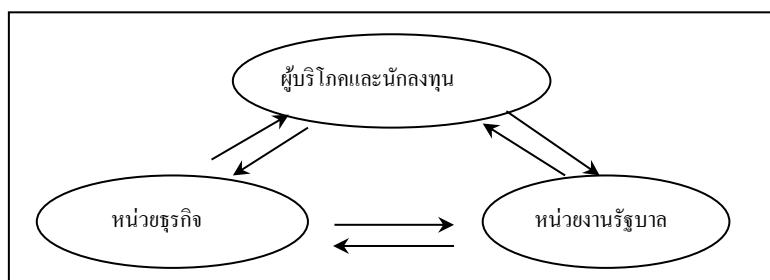 ผู้บริโภคและนักลงทุน
หน่วยธุรกิจ
หน่วยงานรัฐบาล